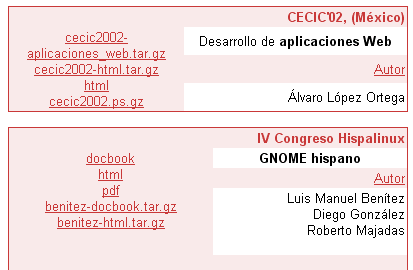 CECIC'02, (México)
cecic2002-
aplicaciones_web.tar.gz
cecic2002-html.tar.gz
html
cecic2002.ps.gz
Desarrollo de aplicaciones Web
Autor
Álvaro López Ortega
IV Congreso Hispalinux
docbook
html
pdf
benitez-docbook.tar.gz
benitez-html.tar.gz
GNOME hispano
Autor
Luis Manuel Benítez
Diego González
Roberto Majadas